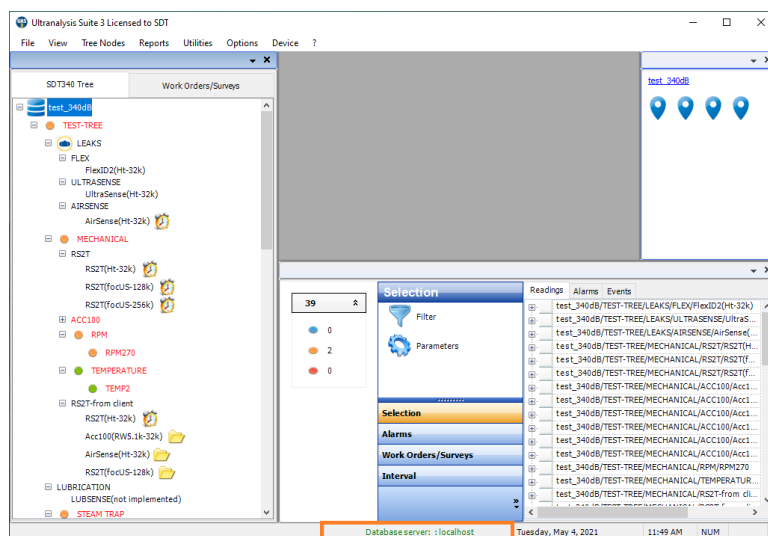 Ultranalysis Suite 3 Licensed to SDT
File View Tree Nodes Reports Utilities Options Device ?
SDT340 Tree
Work Orders/Surveys
test_340dB
TEST-TREE
LEAKS
FLEX
FlexID2(Ht-32k)
ULTRASENSE
UltraSense(Ht-32k)
AIRSENSE
AirSense(Ht-32k)
MECHANICAL
RS2T
RS2T(Ht-32k)
RS2T(focUS-128k)
RS2T(focUS-256k)
ACC100
RPM
RPM270
TEMPERATURE
TEMP2
RS2T-from client
RS2T(Ht-32k)
Acc100(RW5.1k-32k)
AirSense(Ht-32k)
RS2T(focUS-128k)
LUBRICATION
LUBSENSE(not implemented)
STEAM TRAP
test_340dB
39
0
2
0
Selection
Filter
Parameters
Selection
Alarms
Work Orders/Surveys
Interval
Readings Alarms Events
test_340dB/TEST-TREE/LEAKS/FLEX/FlexID2(Ht-32k)
test_340dB/TEST-TREE/LEAKS/ULTRASENSE/UltraS...
test_340dB/TEST-TREE/LEAKS/AIRSENSE/AirSense(...
test_340dB/TEST-TREE/MECHANICAL/RS2T/RS2T(H...
test_340dB/TEST-TREE/MECHANICAL/RS2T/RS2T(f...
test_340dB/TEST-TREE/MECHANICAL/RS2T/RS2T(f...
test_340dB/TEST-TREE/MECHANICAL/ACC100/Acc1...
test_340dB/TEST-TREE/MECHANICAL/ACC100/Acc1...
test_340dB/TEST-TREE/MECHANICAL/ACC100/Acc1...
test_340dB/TEST-TREE/MECHANICAL/ACC100/Acc1...
test_340dB/TEST-TREE/MECHANICAL/ACC100/Acc1...
test_340dB/TEST-TREE/MECHANICAL/ACC100/Acc1...
test_340dB/TEST-TREE/MECHANICAL/RPM/RPM270
test_340dB/TEST-TREE/MECHANICAL/TEMPERATUR...
test_340dB/TEST-TREE/MECHANICAL/RS2T-from cli...
Database server: : localhost
Tuesday, May 4, 2021
11:49 AM
NUM